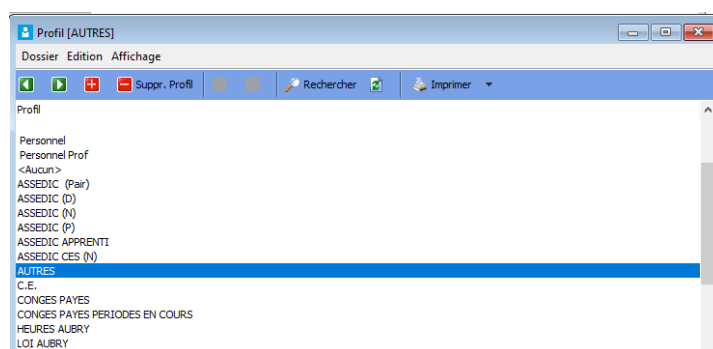 Profil [AUTRES]
Dossier Edition Affichage
Suppr. Profil Rechercher Imprimer
Profil
Personnel
Personnel Prof
<Aucun>
ASSEDIC (Pair)
ASSEDIC (D)
ASSEDIC (N)
ASSEDIC (P)
ASSEDIC APPRENTI
ASSEDIC CES (N)
AUTRES
C.E.
CONGES PAYES
CONGES PAYES PERIODES EN COURS
HEURES AUBRY
LOI AUBRY